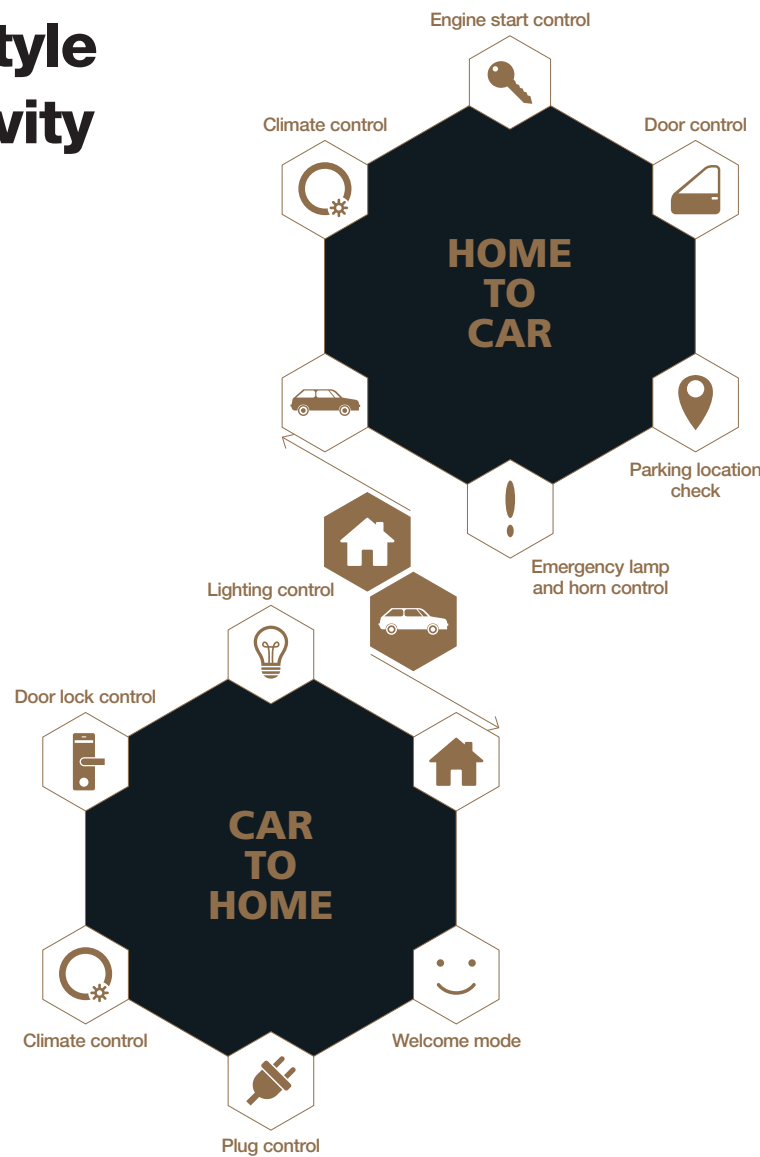 tyle
vity
Engine start control
Climate control
Door control
HOME
TO
CAR
Parking location
check
Emergency lamp
and horn control
Lighting control
Door lock control
CAR
TO
HOME
Climate control
Welcome mode
Plug control